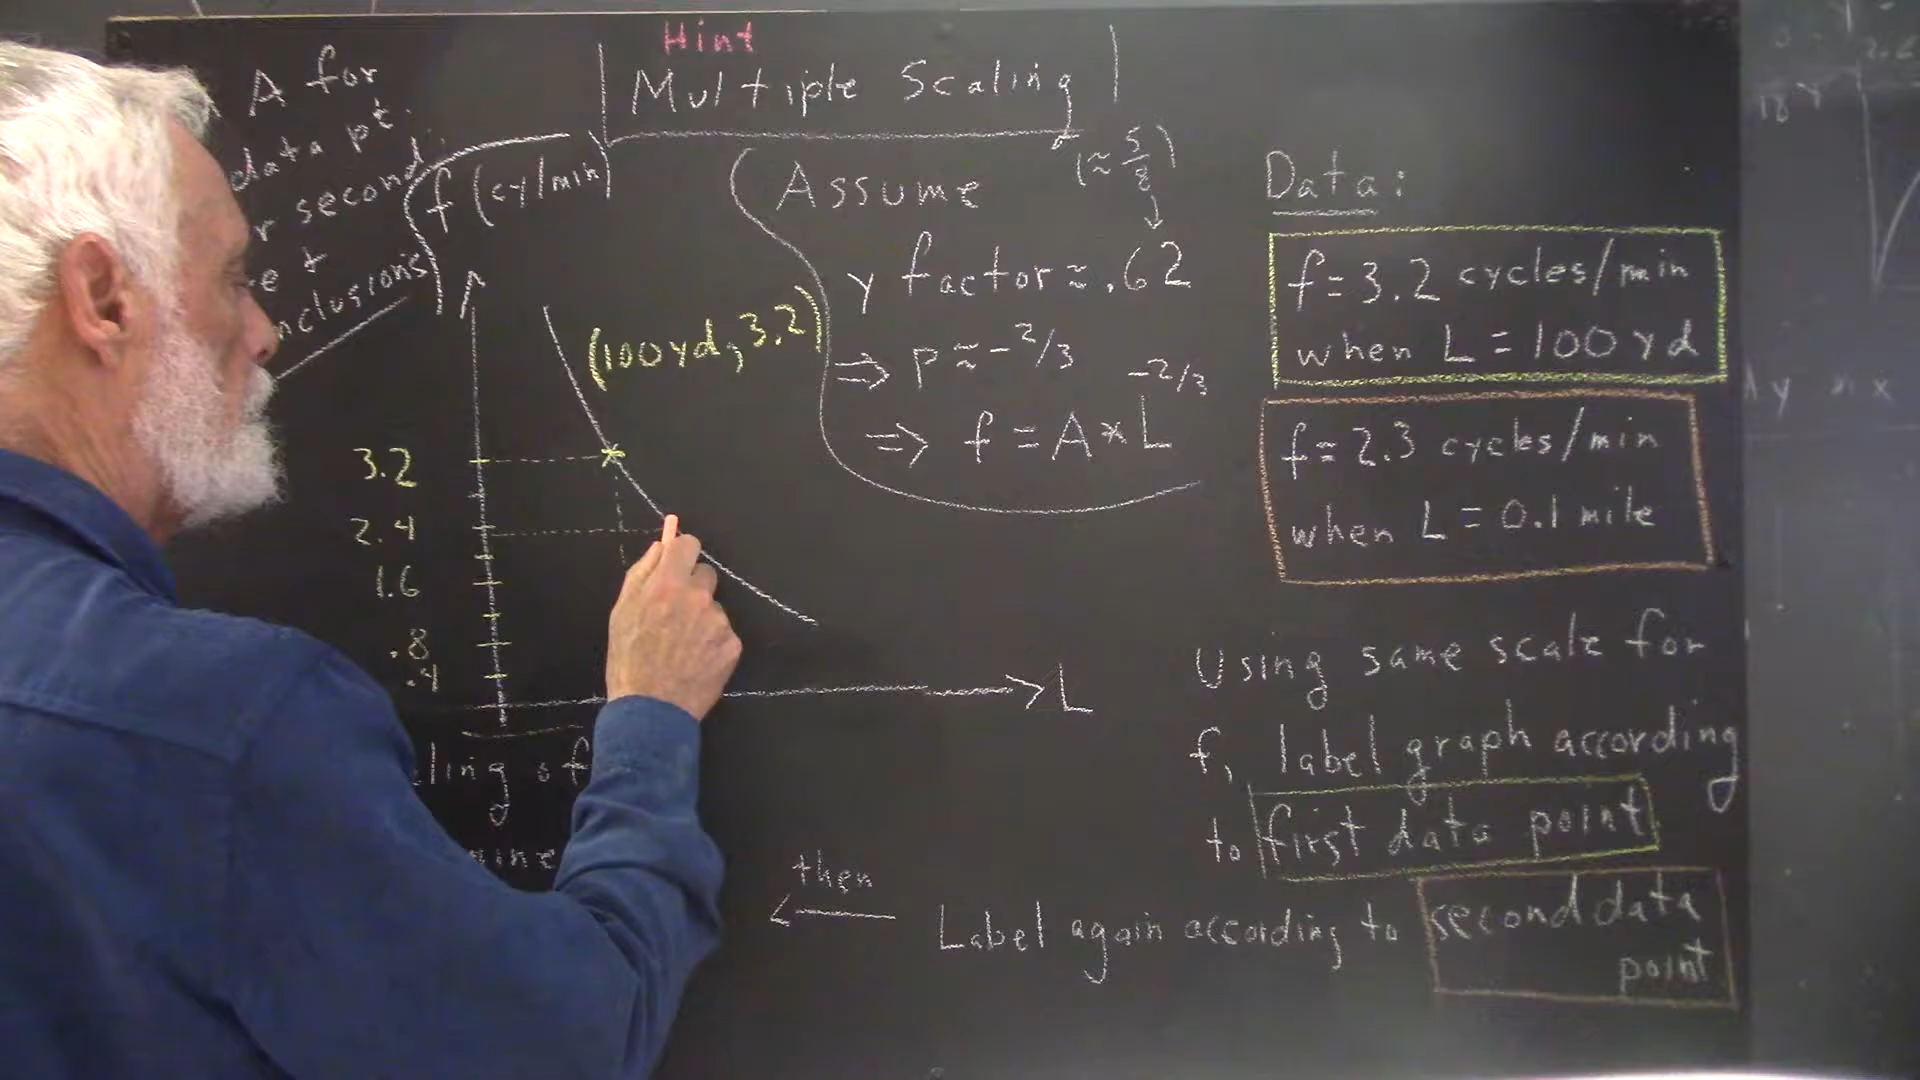 Hint
Multiple Scaling
A for
data pt.
r second
e +
nclusions
f (cy/min)
(100 yd, 3.2)
3.2
2.4
1.6
.8
.4
L
lling of
(≈ 5/8)
Assume
y factor ≈ .62
⇒ p ≈ -2/3
⇒ f = A * L^-2/3
Data:
f = 3.2 cycles/min
when L = 100 yd
f = 2.3 cycles/min
when L = 0.1 mile
Using same scale for
f, label graph according
to first data point
then
Label again according to second data
point
y
x